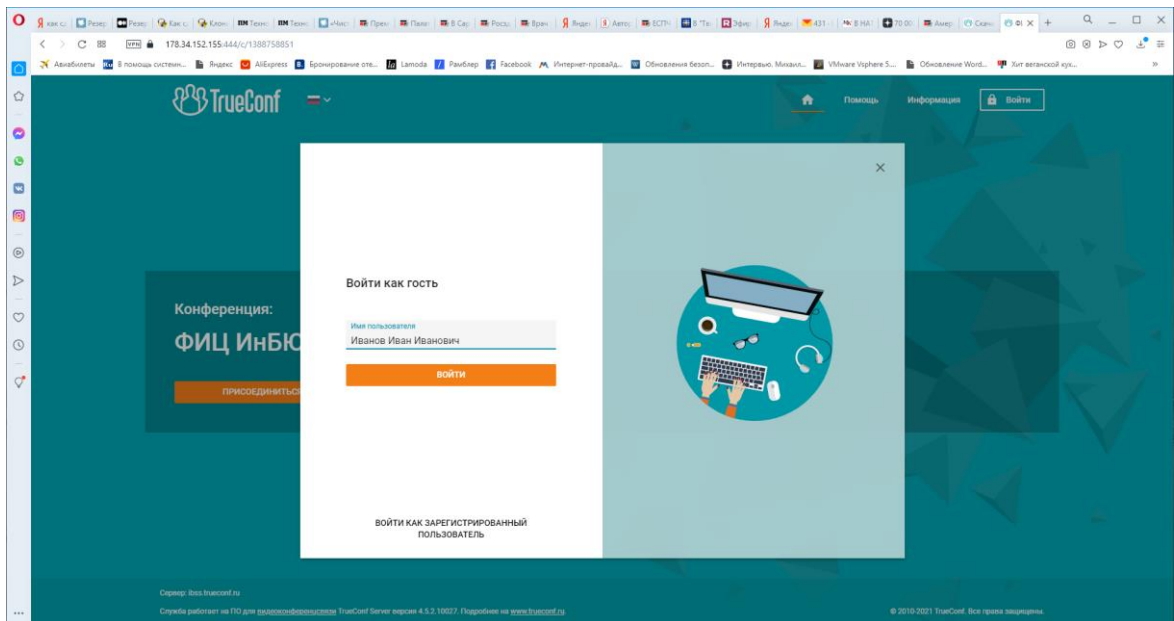 178.34.152.155:444/c/1388758851
Авиабилеты
В помощь системн...
Яндекс
AliExpress
Бронирование оте...
Lamoda
Рамблер
Facebook
Интернет-провайд...
Обновления безоп...
Интервью. Михаил...
VMware Vsphere 5....
Обновление Word...
Хит веганской кух...
TrueConf
Помощь
Информация
Войти
Конференция:
ФИЦ ИнБЮ
ПРИСОЕДИНИТЬСЯ
Войти как гость
Имя пользователя
Иванов Иван Иванович
ВОЙТИ
ВОЙТИ КАК ЗАРЕГИСТРИРОВАННЫЙ
ПОЛЬЗОВАТЕЛЬ
Сервер: ibss.trueconf.ru
Служба работает на ПО для видеоконференцсвязи TrueConf Server версии 4.5.2.10027. Подробнее на www.trueconf.ru.
© 2010-2021 TrueConf. Все права защищены.